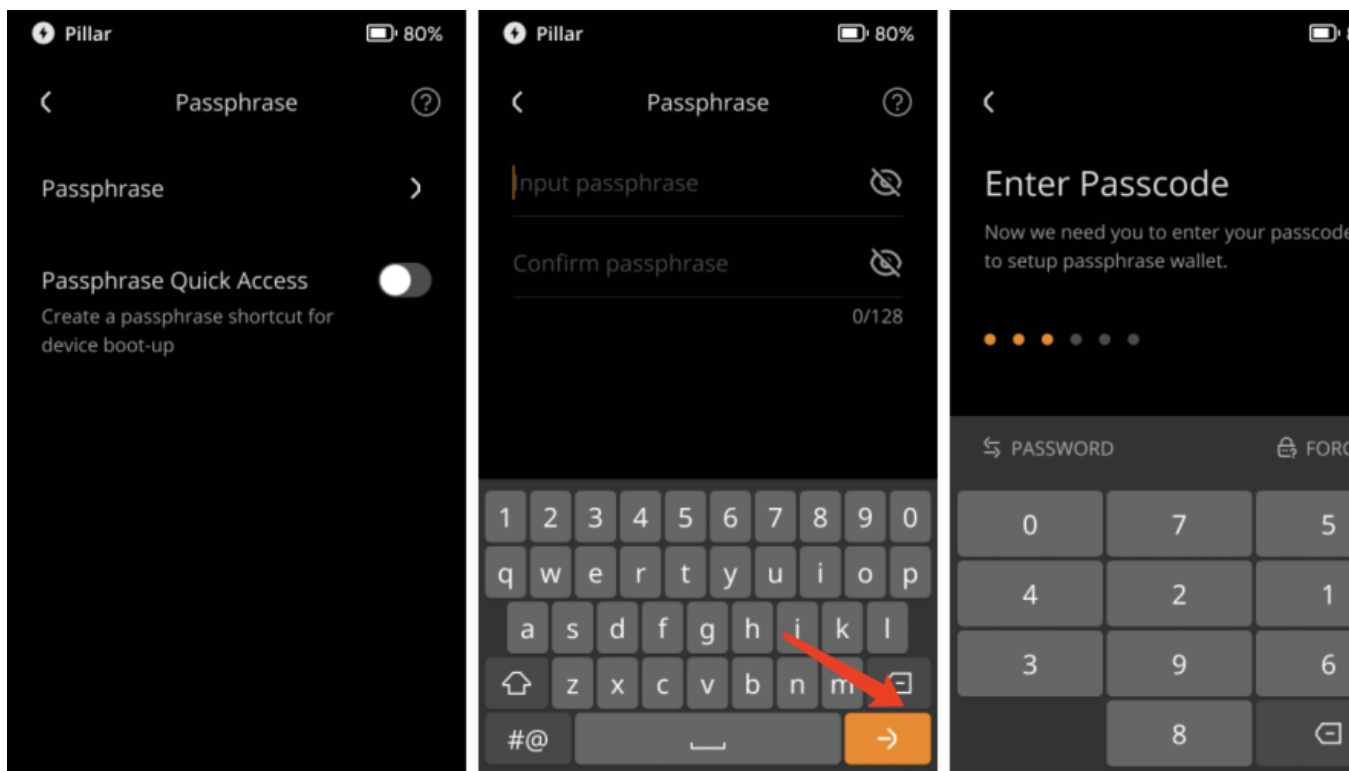 Pillar 80%
Passphrase
Passphrase
Passphrase Quick Access
Create a passphrase shortcut for
device boot-up
Pillar 80%
Passphrase
Input passphrase
Confirm passphrase
0/128
1 2 3 4 5 6 7 8 9 0
q w e r t y u i o p
a s d f g h j k l
z x c v b n m
#@
Enter Passcode
Now we need you to enter your passcode
to setup passphrase wallet.
PASSWORD
0 7 5
4 2 1
3 9 6
8